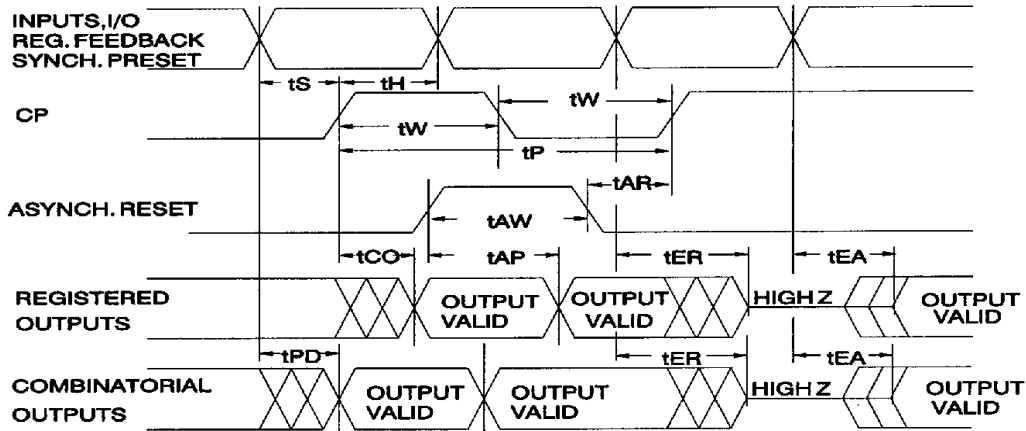 INPUTS, I/O
REG. FEEDBACK
SYNCH. PRESET
tS
tH
CP
tW
tW
tP
tAR
ASYNCH. RESET
tAW
tCO
tAP
tER
tEA
REGISTERED
OUTPUTS
OUTPUT
VALID
OUTPUT
VALID
HIGH Z
OUTPUT
VALID
tPD
tER
tEA
COMBINATORIAL
OUTPUTS
OUTPUT
VALID
OUTPUT
VALID
HIGH Z
OUTPUT
VALID